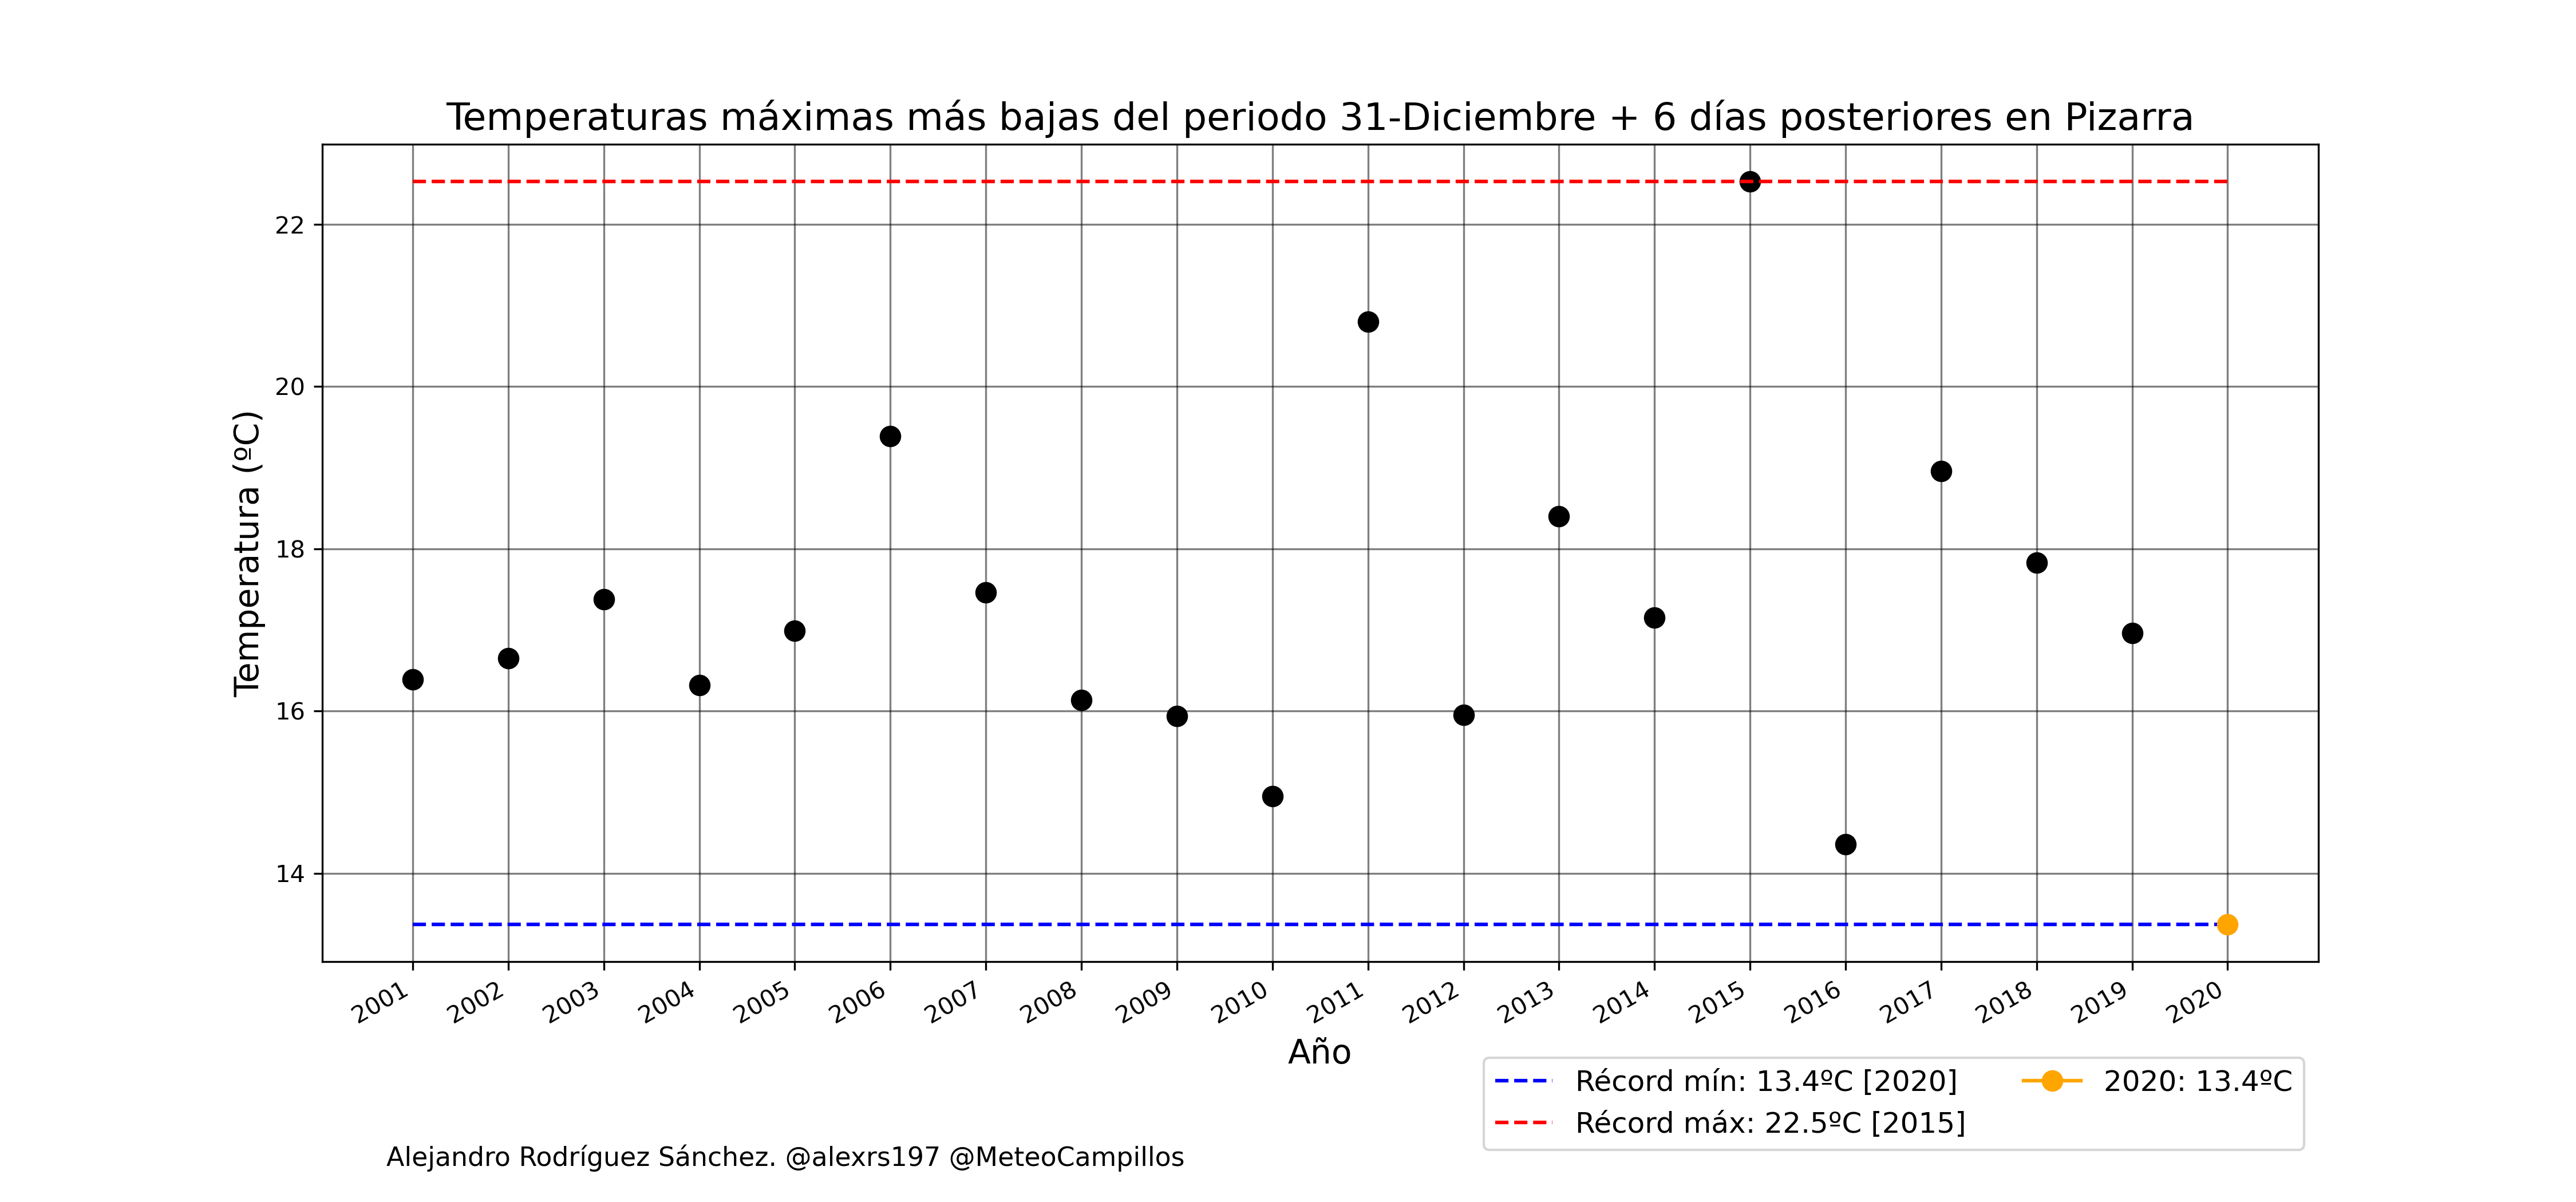 Temperaturas máximas más bajas del periodo 31-Diciembre + 6 días posteriores en Pizarra
Temperatura (ºC)
22
20
18
16
14
2001 2002 2003 2004 2005 2006 2007 2008 2009 2010 2011 2012 2013 2014 2015 2016 2017 2018 2019 2020
Año
Récord mín: 13.4ºC [2020]
Récord máx: 22.5ºC [2015]
2020: 13.4ºC
Alejandro Rodríguez Sánchez. @alexrs197 @MeteoCampillos